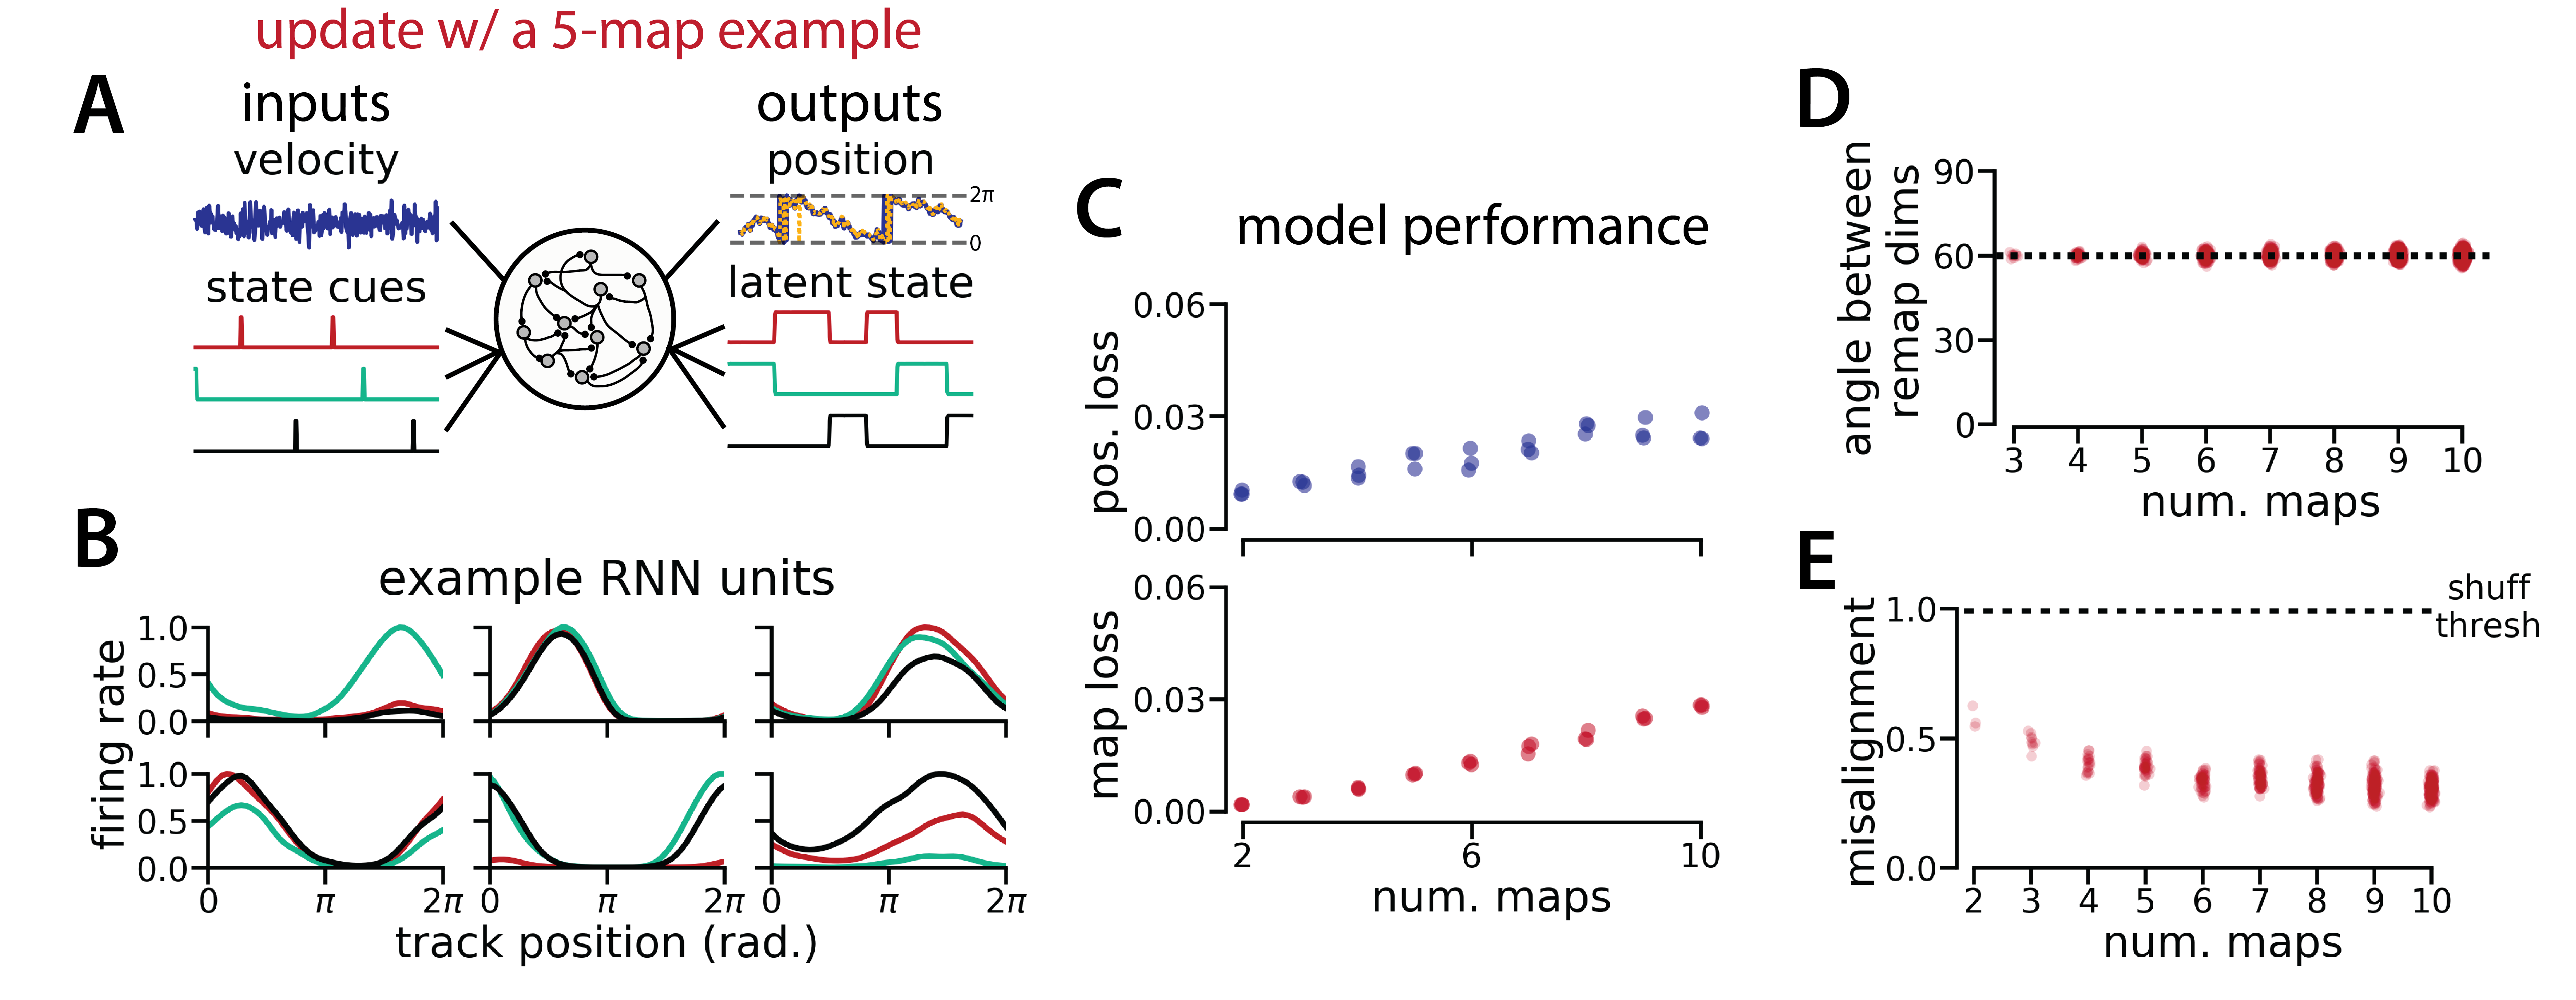 update w/ a 5-map example
A
inputs
velocity
state cues
outputs
position
2π
0
latent state
B
example RNN units
firing rate
1.0
0.5
0.0
1.0
0.5
0.0
0
π
2π
0
π
2π
0
π
2π
track position (rad.)
C
model performance
pos. loss
0.06
0.03
0.00
map loss
0.06
0.03
0.00
2
6
10
num. maps
D
angle between
remap dims
90
60
30
0
3
4
5
6
7
8
9
10
num. maps
E
misalignment
1.0
0.5
0.0
shuff
thresh
2
3
4
5
6
7
8
9
10
num. maps